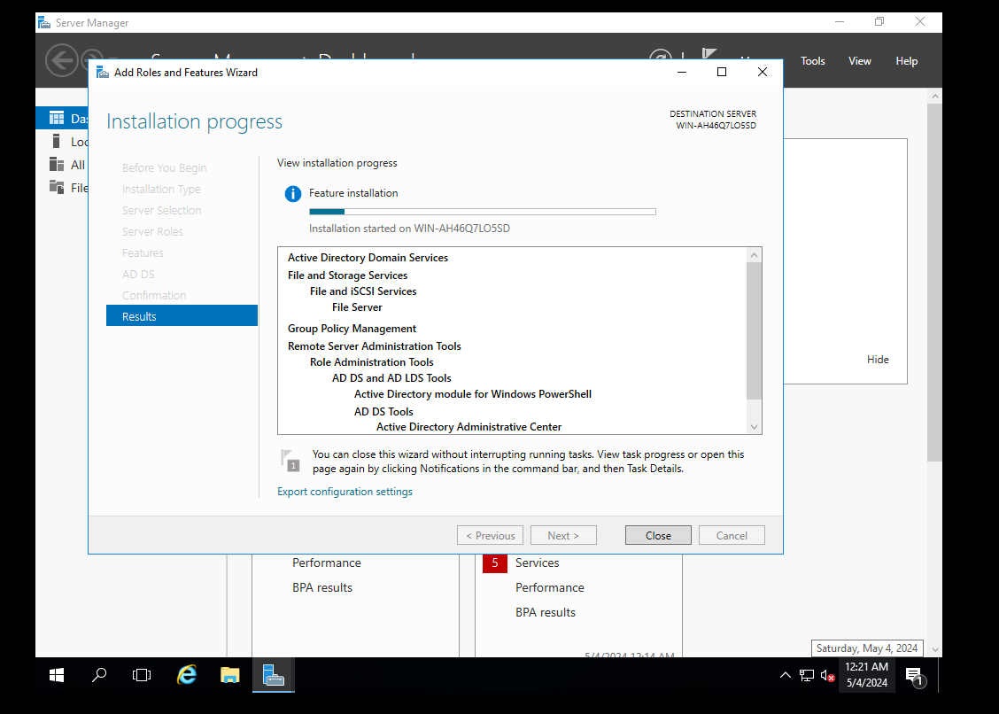 Server Manager
Tools View Help
Add Roles and Features Wizard
Installation progress
DESTINATION SERVER
WIN-AH46Q7LO5SD
Before You Begin
Installation Type
Server Selection
Server Roles
Features
AD DS
Confirmation
Results
View installation progress
Feature installation
Installation started on WIN-AH46Q7LO5SD
Active Directory Domain Services
File and Storage Services
File and iSCSI Services
File Server
Group Policy Management
Remote Server Administration Tools
Role Administration Tools
AD DS and AD LDS Tools
Active Directory module for Windows PowerShell
AD DS Tools
Active Directory Administrative Center
1
You can close this wizard without interrupting running tasks. View task progress or open this
page again by clicking Notifications in the command bar, and then Task Details.
Export configuration settings
< Previous Next > Close Cancel
Das
Loc
All
File
Hide
Performance
BPA results
5 Services
Performance
BPA results
5/4/2024 12:14 AM
Saturday, May 4, 2024
12:21 AM
5/4/2024
1